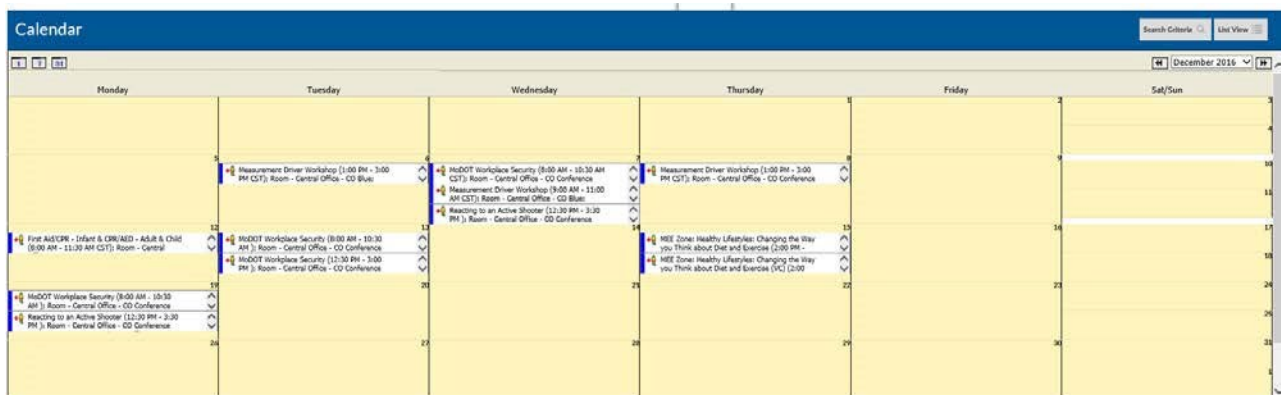 Calendar
Search Criteria
List View
1 7 31
December 2016
Monday Tuesday Wednesday Thursday Friday Sat/Sun
1 2 3
4
5 6 7 8 9 10
Measurement Driver Workshop (1:00 PM - 3:00
PM CST); Room - Central Office - CO Blue;
MoDOT Workplace Security (8:00 AM - 10:30 AM
CST); Room - Central Office - CO Conference
Measurement Driver Workshop (9:00 AM - 11:00
AM CST); Room - Central Office - CO Blue;
Reacting to an Active Shooter (12:30 PM - 3:30
PM ); Room - Central Office - CO Conference
Measurement Driver Workshop (1:00 PM - 3:00
PM CST); Room - Central Office - CO Conference
11
12 13 14 15 16 17
First Aid/CPR - Infant & CPR/AED - Adult & Child
(8:00 AM - 11:30 AM CST); Room - Central
MoDOT Workplace Security (8:00 AM - 10:30
AM ); Room - Central Office - CO Conference
MoDOT Workplace Security (12:30 PM - 3:00
PM ); Room - Central Office - CO Conference
MEE Zone: Healthy Lifestyles: Changing the Way
you Think about Diet and Exercise (2:00 PM -
MEE Zone: Healthy Lifestyles: Changing the Way
you Think about Diet and Exercise (VC) (2:00
18
19 20 21 22 23 24
MoDOT Workplace Security (8:00 AM - 10:30
AM ); Room - Central Office - CO Conference
Reacting to an Active Shooter (12:30 PM - 3:30
PM ); Room - Central Office - CO Conference
25
26 27 28 29 30 31
1